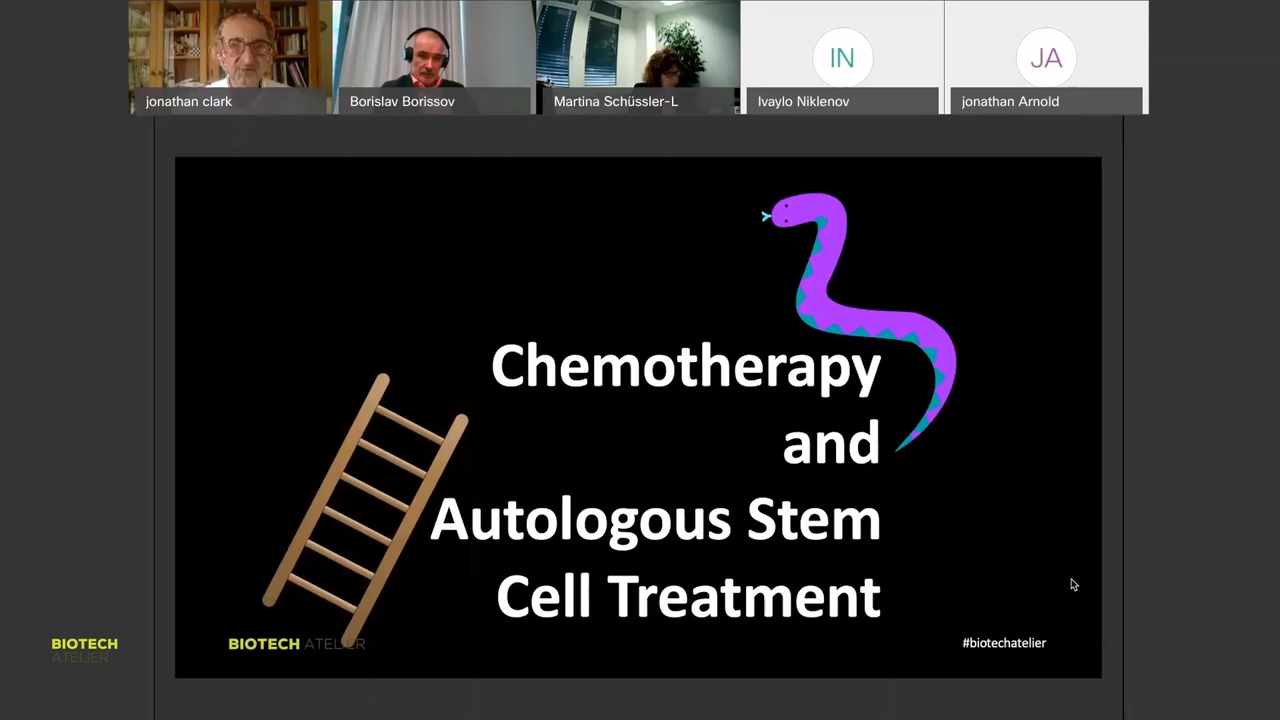 IN
JA
jonathan clark
Borislav Borissov
Martina Schüssler-L
Ivaylo Niklenov
jonathan Arnold
Chemotherapy
and
Autologous Stem
Cell Treatment
BIOTECH
ATELIER
BIOTECH ATELIER
#biotechatelier